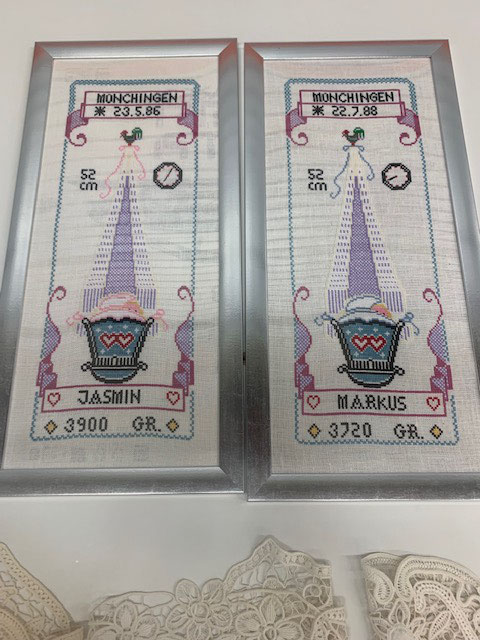 MÜNCHINGEN
* 23.5.86
52
cm
JASMIN
3900 GR.
MÜNCHINGEN
* 22.7.88
52
cm
MARKUS
3720 GR.